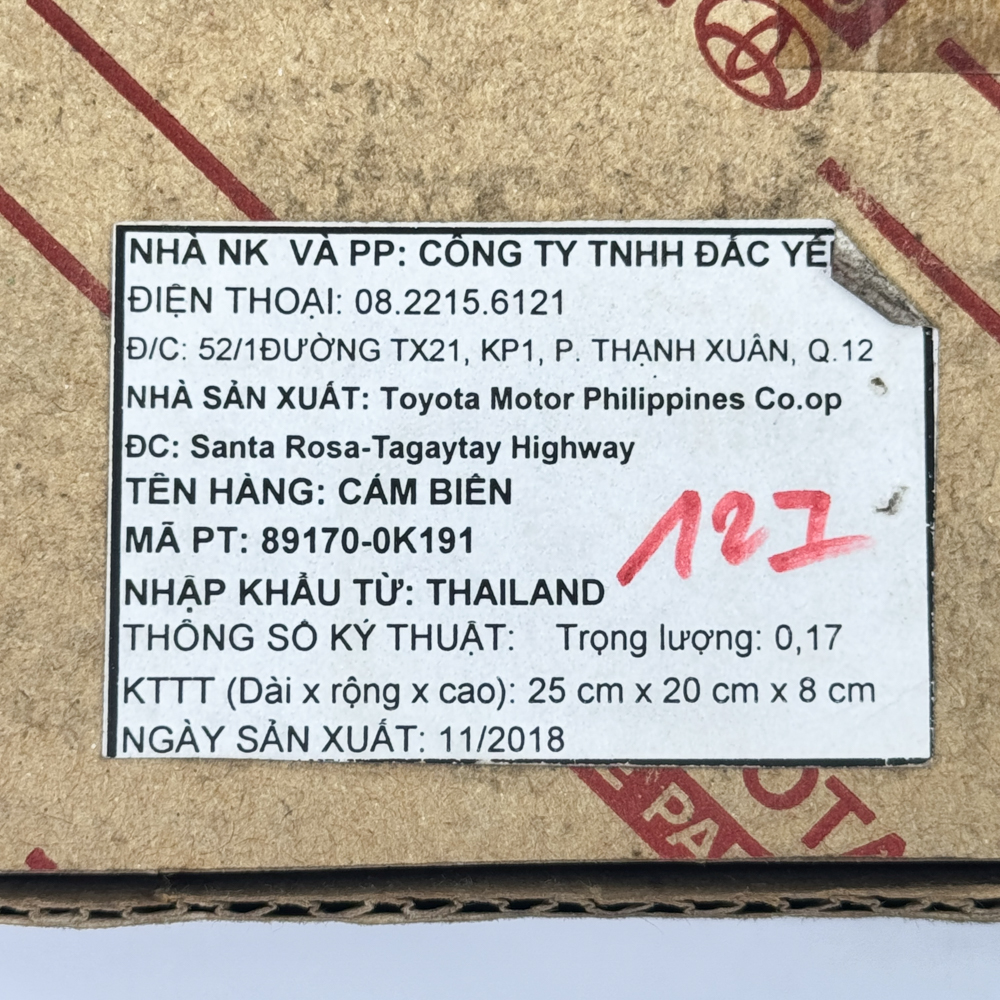 NHÀ NK VÀ PP: CÔNG TY TNHH ĐẮC
ĐIỆN THOẠI: 08.2215.6121
Đ/C: 52/1ĐƯỜNG TX21, KP1, P. THẠNH XUÂN, Q.12
NHÀ SẢN XUẤT: Toyota Motor Philippines Co.op
ĐC: Santa Rosa-Tagaytay Highway
TÊN HÀNG: CẢM BIẾN
MÃ PT: 89170-0K191
127
NHẬP KHẨU TỪ: THAILAND
THÔNG SỐ KỸ THUẬT: Trọng lượng: 0,17
KTTT (Dài x rộng x cao): 25 cm x 20 cm x 8 cm
NGÀY SẢN XUẤT: 11/2018